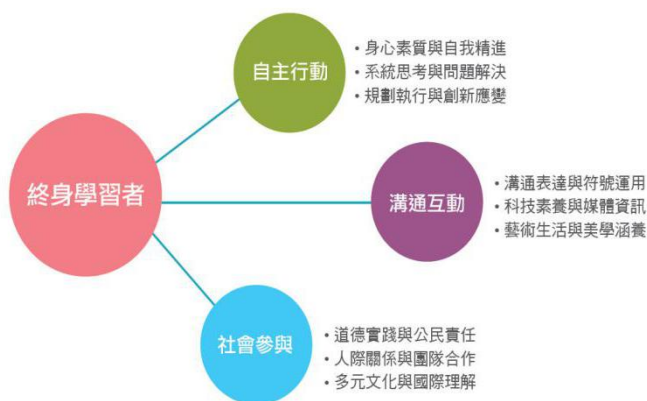 自主行動
• 身心素質與自我精進
• 系統思考與問題解決
• 規劃執行與創新應變
終身學習者
溝通互動
• 溝通表達與符號運用
• 科技素養與媒體資訊
• 藝術生活與美學涵養
社會參與
• 道德實踐與公民責任
• 人際關係與團隊合作
• 多元文化與國際理解